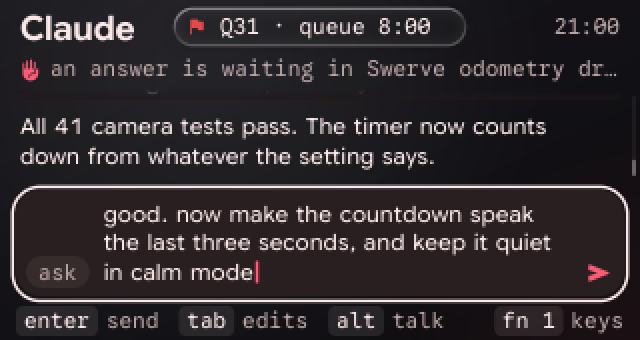 Claude
Q31 · queue 8:00
21:00
an answer is waiting in Swerve odometry dr…
All 41 camera tests pass. The timer now counts
down from whatever the setting says.
good. now make the countdown speak
the last three seconds, and keep it quiet
ask in calm mode
enter send tab edits alt talk fn 1 keys